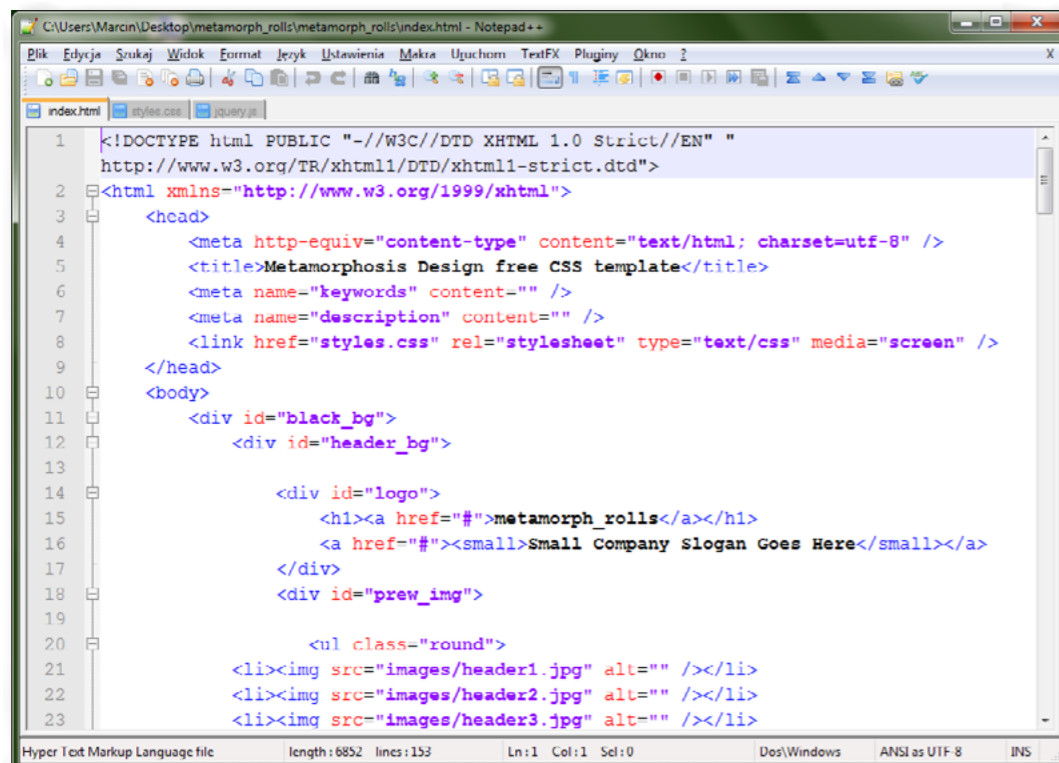 C:\Users\Marcin\Desktop\metamorph_rolls\metamorph_rolls\index.html - Notepad++
Plik Edycja Szukaj Widok Format Język Ustawienia Makra Uruchom TextFX Pluginy Okno ? X
index.html styles.css jquery.js
1 <!DOCTYPE html PUBLIC "-//W3C//DTD XHTML 1.0 Strict//EN" "
http://www.w3.org/TR/xhtml1/DTD/xhtml1-strict.dtd">
2 <html xmlns="http://www.w3.org/1999/xhtml">
3 <head>
4 <meta http-equiv="content-type" content="text/html; charset=utf-8" />
5 <title>Metamorphosis Design free CSS template</title>
6 <meta name="keywords" content="" />
7 <meta name="description" content="" />
8 <link href="styles.css" rel="stylesheet" type="text/css" media="screen" />
9 </head>
10 <body>
11 <div id="black_bg">
12 <div id="header_bg">
13
14 <div id="logo">
15 <h1><a href="#">metamorph_rolls</a></h1>
16 <a href="#"><small>Small Company Slogan Goes Here</small></a>
17 </div>
18 <div id="prew_img">
19
20 <ul class="round">
21 <li><img src="images/header1.jpg" alt="" /></li>
22 <li><img src="images/header2.jpg" alt="" /></li>
23 <li><img src="images/header3.jpg" alt="" /></li>
Hyper Text Markup Language file length : 6852 lines : 153 Ln : 1 Col : 1 Sel : 0 Dos\Windows ANSI as UTF-8 INS